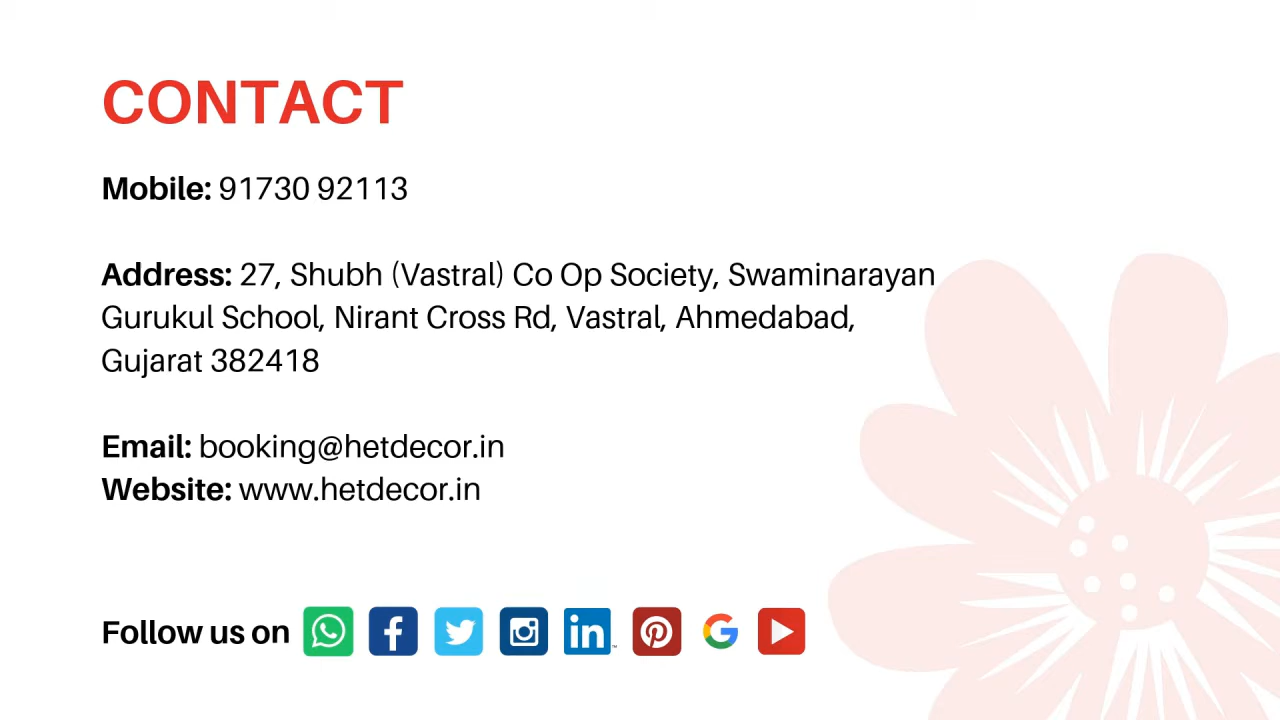 CONTACT
Mobile: 91730 92113
Address: 27, Shubh (Vastral) Co Op Society, Swaminarayan
Gurukul School, Nirant Cross Rd, Vastral, Ahmedabad,
Gujarat 382418
Email: booking@hetdecor.in
Website: www.hetdecor.in
Follow us on